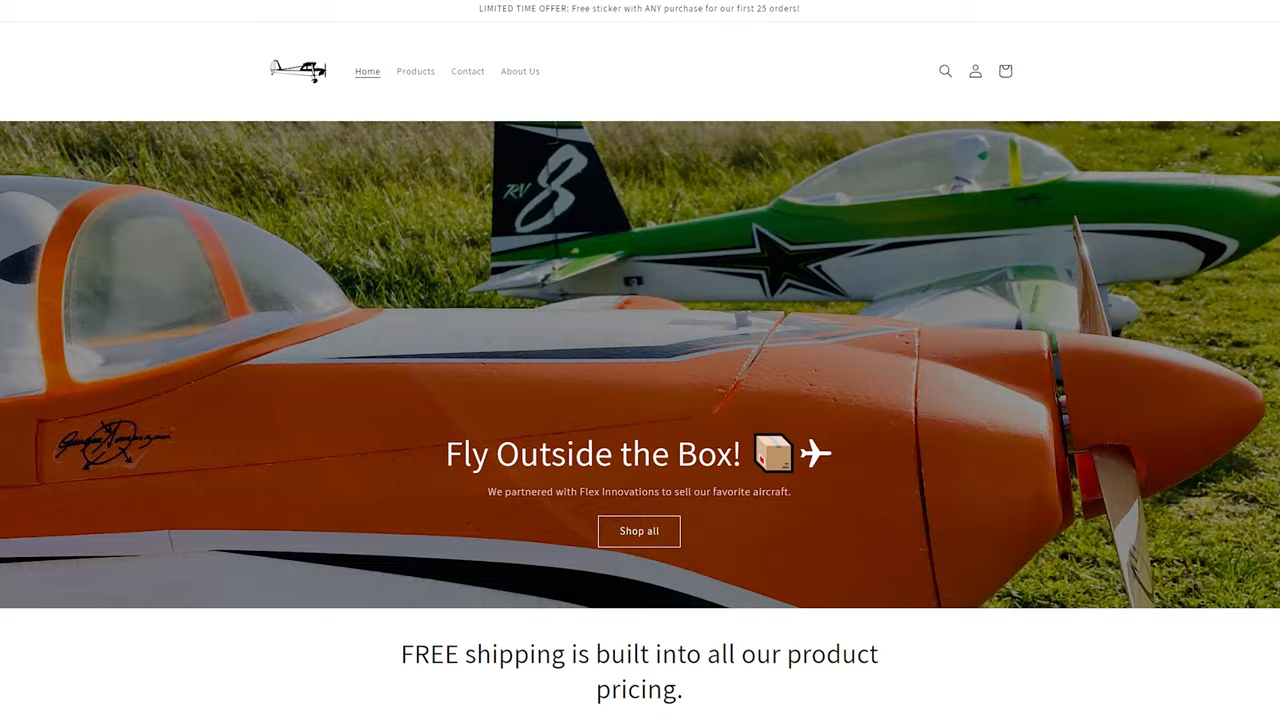 LIMITED TIME OFFER: Free sticker with ANY purchase for our first 25 orders!
Home Products Contact About Us
RV
8
Fly Outside the Box! 📦✈
We partnered with Flex Innovations to sell our favorite aircraft.
Shop all
FREE shipping is built into all our product
pricing.